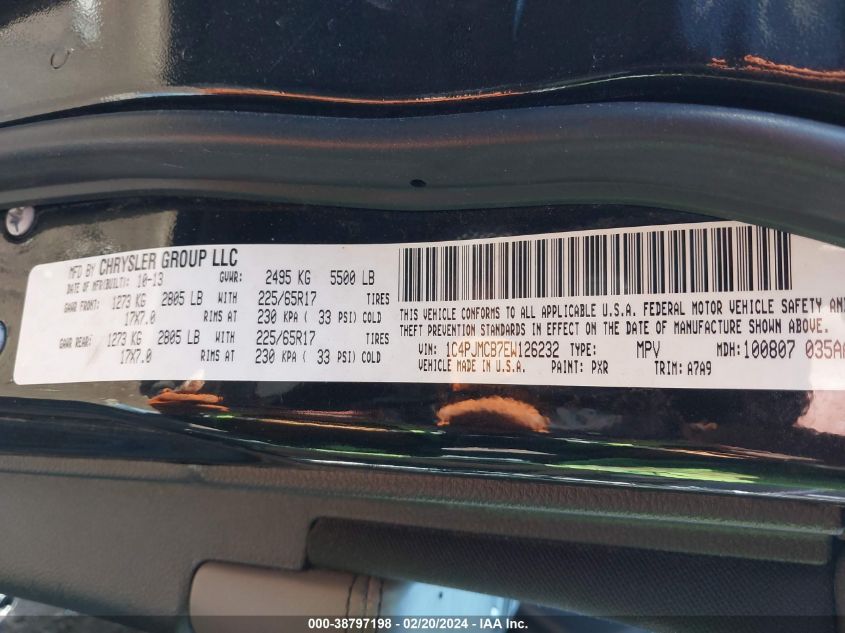 MFD BY CHRYSLER GROUP LLC
DATE OF MFR(BUILT): 10-13 GVWR: 2495 KG 5500 LB
GAWR FRONT: 1273 KG 2805 LB WITH 225/65R17 TIRES
17X7.0 RIMS AT 230 KPA ( 33 PSI) COLD
GAWR REAR: 1273 KG 2805 LB WITH 225/65R17 TIRES
17X7.0 RIMS AT 230 KPA ( 33 PSI) COLD
THIS VEHICLE CONFORMS TO ALL APPLICABLE U.S.A. FEDERAL MOTOR VEHICLE SAFETY AND
THEFT PREVENTION STANDARDS IN EFFECT ON THE DATE OF MANUFACTURE SHOWN ABOVE.
VIN: 1C4PJMCB7EW126232 TYPE: MPV MDH: 100807 035AA
VEHICLE MADE IN U.S.A. PAINT: PXR TRIM: A7A9
000-38797198 - 02/20/2024 - IAA Inc.